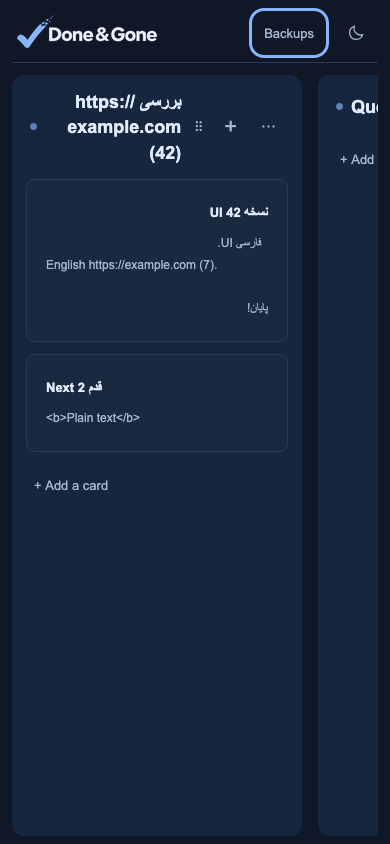 Done & Gone
Backups
بررسی https://
example.com
(42)
نسخه 42 UI
فارسی UI.
English https://example.com (7).
پایان!
Next 2 قدم
<b>Plain text</b>
+ Add a card
+ Add